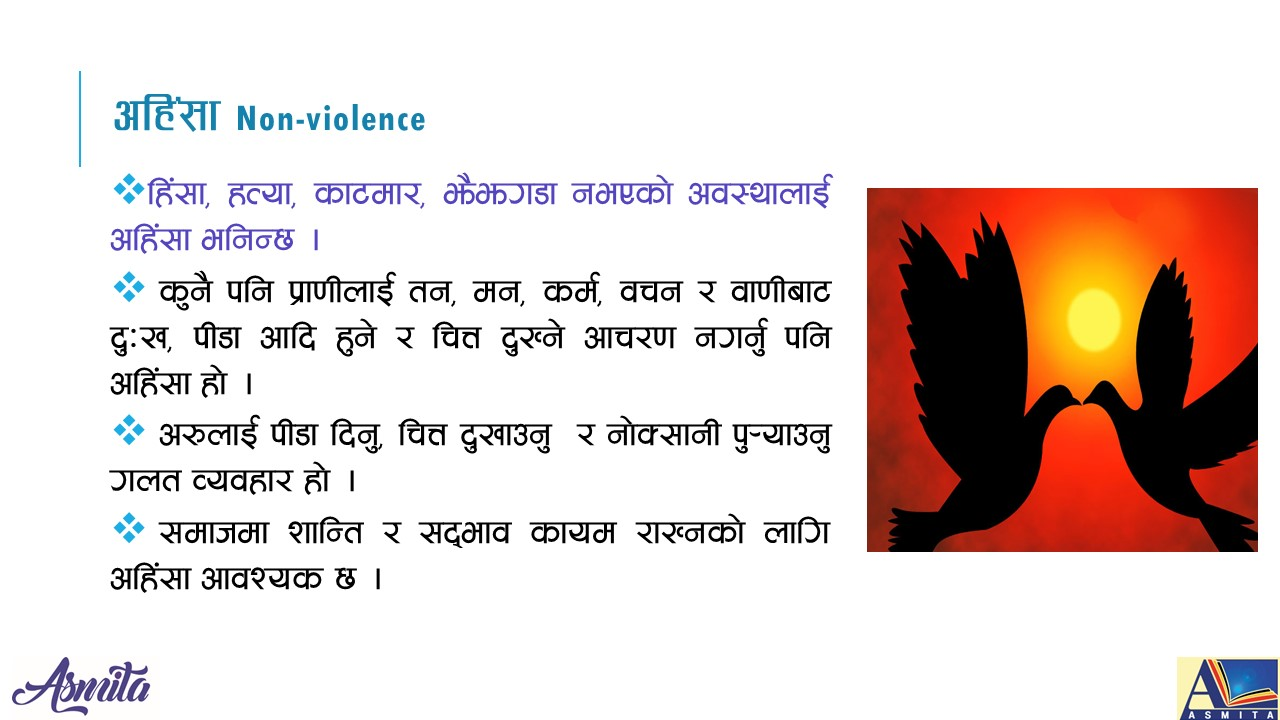 अहिंसा Non-violence
❖हिंसा, हत्या, काटमार, झैझगडा नभएको अवस्थालाई
अहिंसा भनिन्छ ।
❖ कुनै पनि प्राणीलाई तन, मन, कर्म, वचन र वाणीबाट
दुःख, पीडा आदि हुने र चित्त दुख्ने आचरण नगर्नु पनि
अहिंसा हो ।
❖ अरुलाई पीडा दिनु, चित्त दुखाउनु र नोक्सानी पुऱ्याउनु
गलत व्यवहार हो ।
❖ समाजमा शान्ति र सद्‌भाव कायम राख्नको लागि
अहिंसा आवश्यक छ ।
Asmita
ASMITA